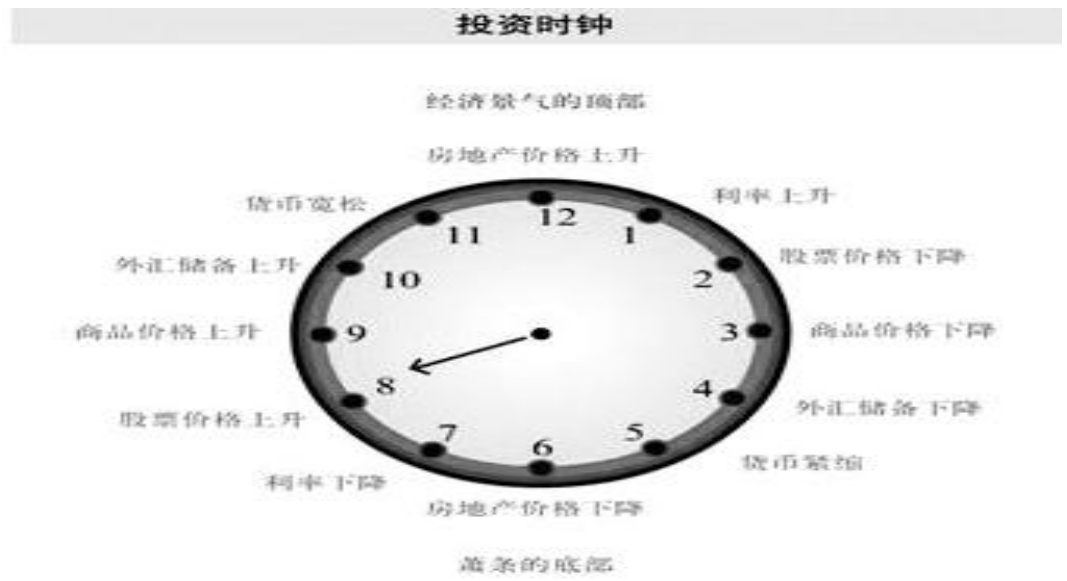 投资时钟
经济景气的顶部
房地产价格上升
货币宽松
利率上升
12
11
1
外汇储备上升
股票价格下降
10
2
商品价格上升
9
3
商品价格下降
8
4
股票价格上升
外汇储备下降
7
6
5
利率下降
货币紧缩
房地产价格下降
萧条的底部